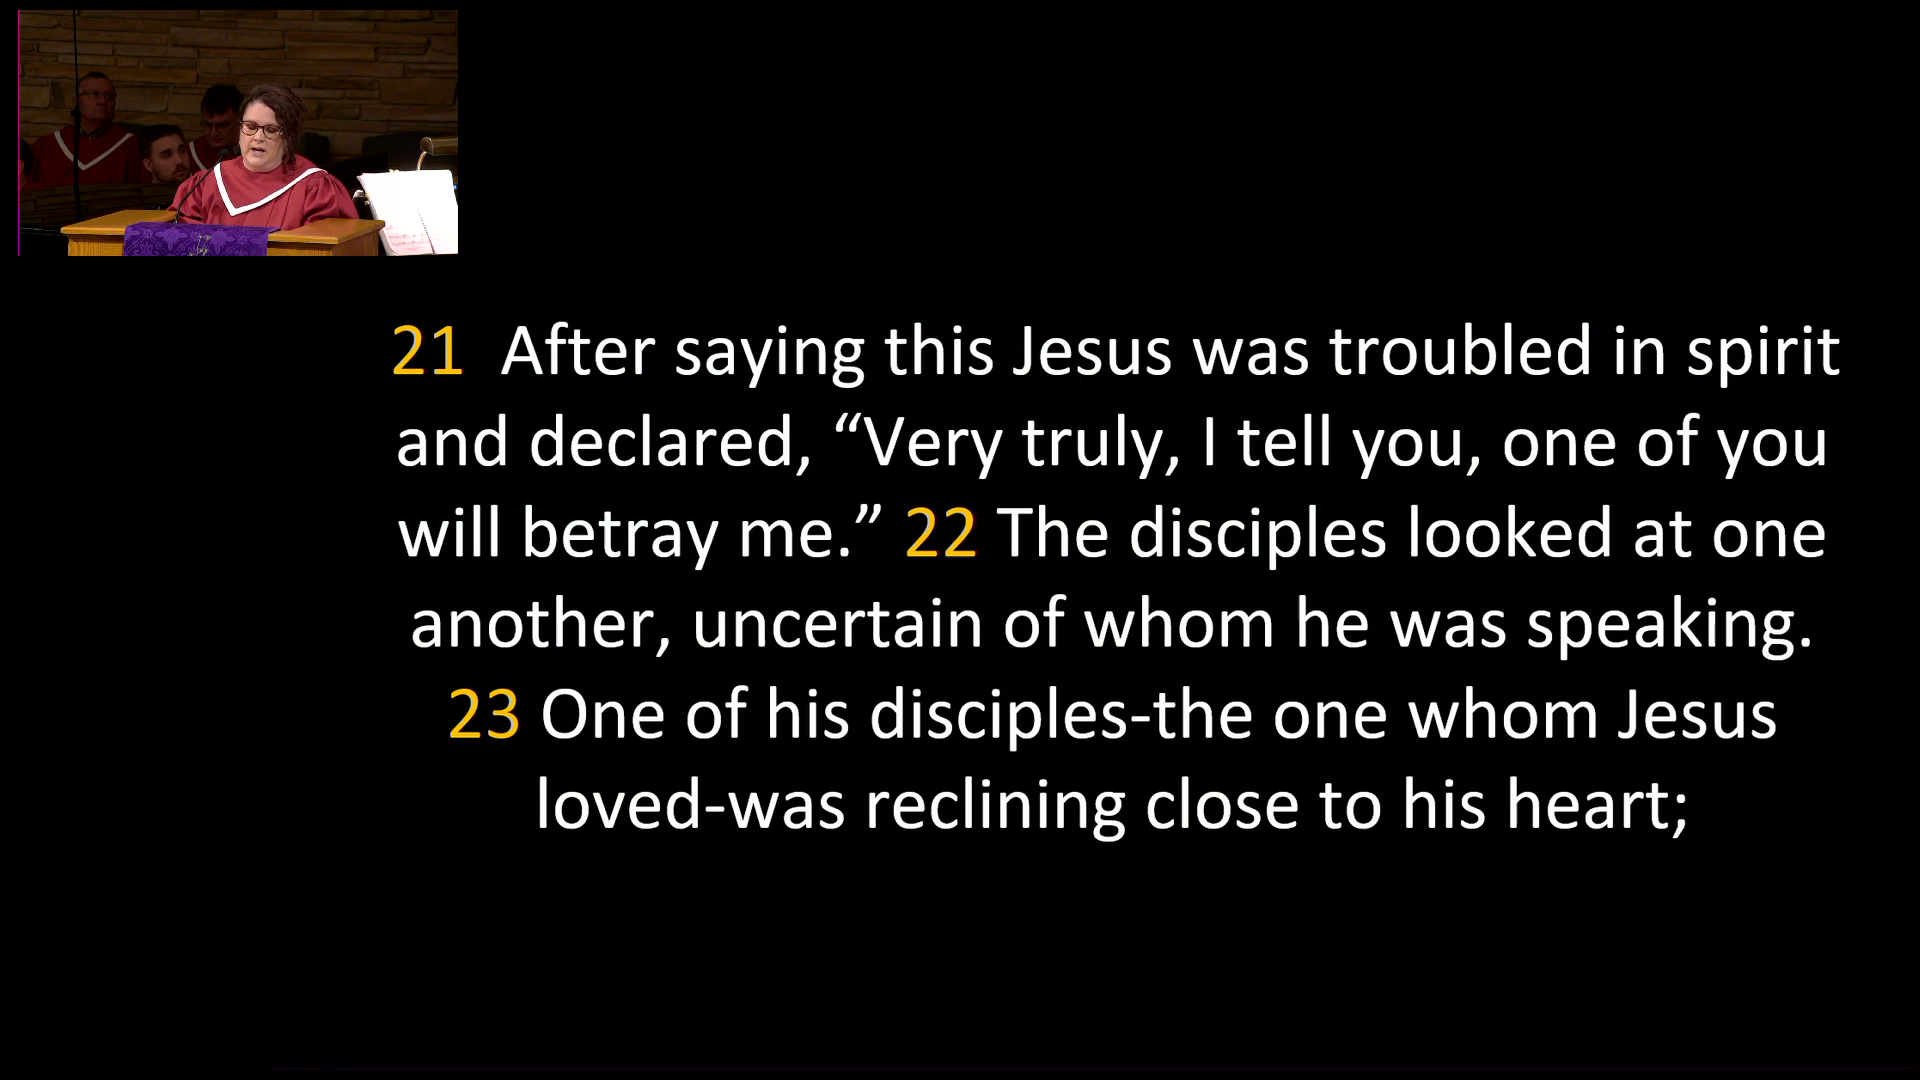 21  After saying this Jesus was troubled in spirit
and declared, “Very truly, I tell you, one of you
will betray me.” 22 The disciples looked at one
another, uncertain of whom he was speaking.
23 One of his disciples-the one whom Jesus
loved-was reclining close to his heart;